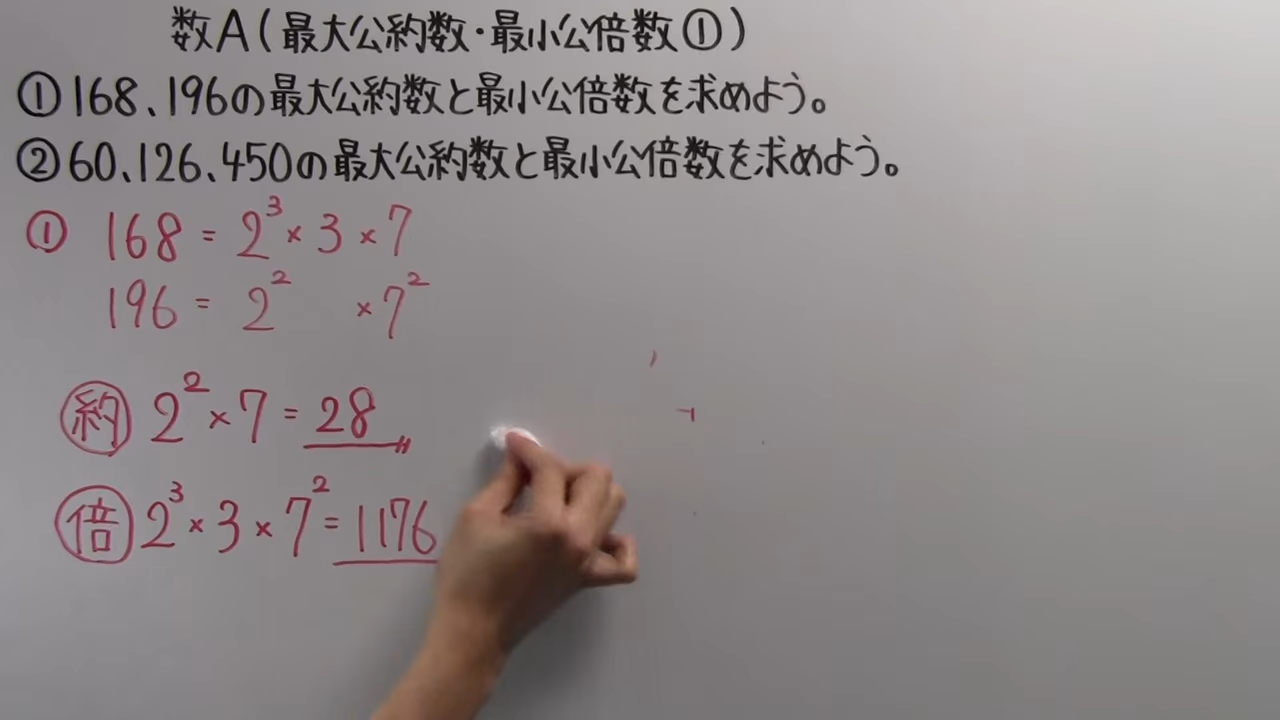 数A(最大公約数・最小公倍数①)
①168、196の最大公約数と最小公倍数を求めよう。
②60、126、450の最大公約数と最小公倍数を求めよう。
① 168 = 2³ × 3 × 7
196 = 2² × 7²
約 2² × 7 = 28
倍 2³ × 3 × 7² = 1176